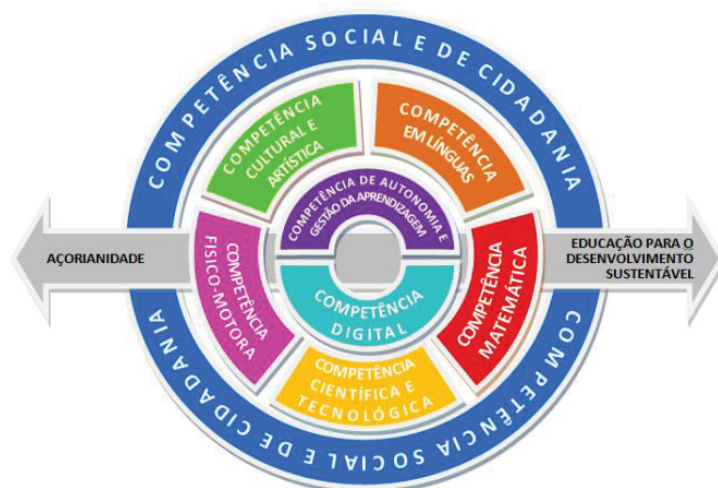 COMPETÊNCIA SOCIAL E DE CIDADANIA
COMPETÊNCIA
CULTURAL E
ARTÍSTICA
COMPETÊNCIA
EM LÍNGUAS
COMPETÊNCIA DE AUTONOMIA E
GESTÃO DA APRENDIZAGEM
AÇORIANIDADE
COMPETÊNCIA
FISICO-MOTORA
COMPETÊNCIA
DIGITAL
COMPETÊNCIA
MATEMÁTICA
EDUCAÇÃO PARA O
DESENVOLVIMENTO
SUSTENTÁVEL
COMPETÊNCIA
CIENTÍFICA E
TECNOLÓGICA
COMPETÊNCIA SOCIAL E DE CIDADANIA